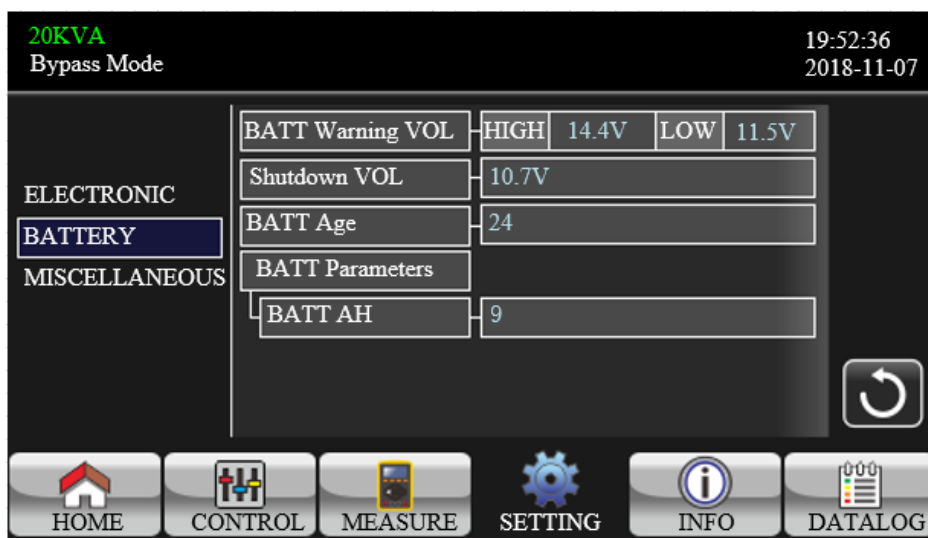 20KVA
Bypass Mode
19:52:36
2018-11-07
ELECTRONIC
BATTERY
MISCELLANEOUS
BATT Warning VOL HIGH 14.4V LOW 11.5V
Shutdown VOL 10.7V
BATT Age 24
BATT Parameters
BATT AH 9
HOME CONTROL MEASURE SETTING INFO DATALOG